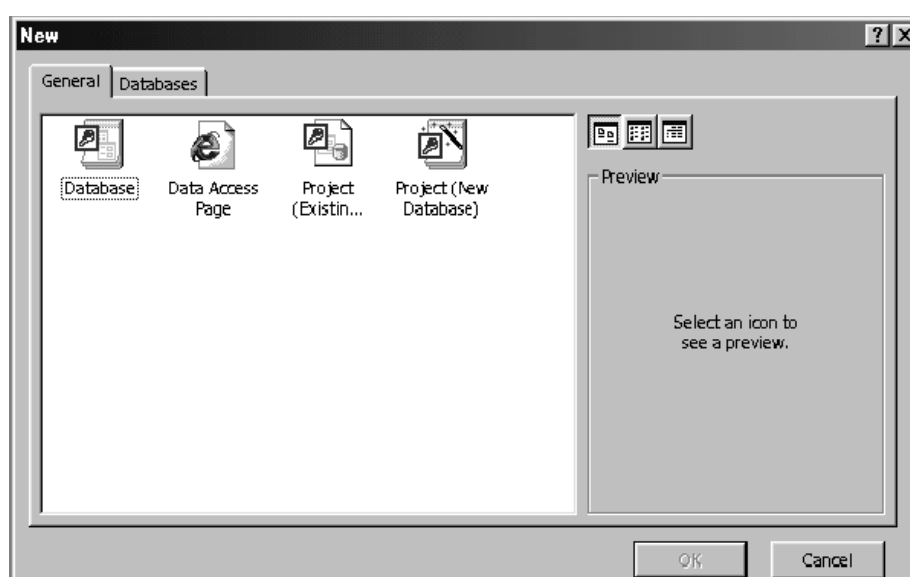 New
General
Databases
Database
Data Access
Page
Project
(Existin...
Project (New
Database)
Preview
Select an icon to
see a preview.
OK
Cancel